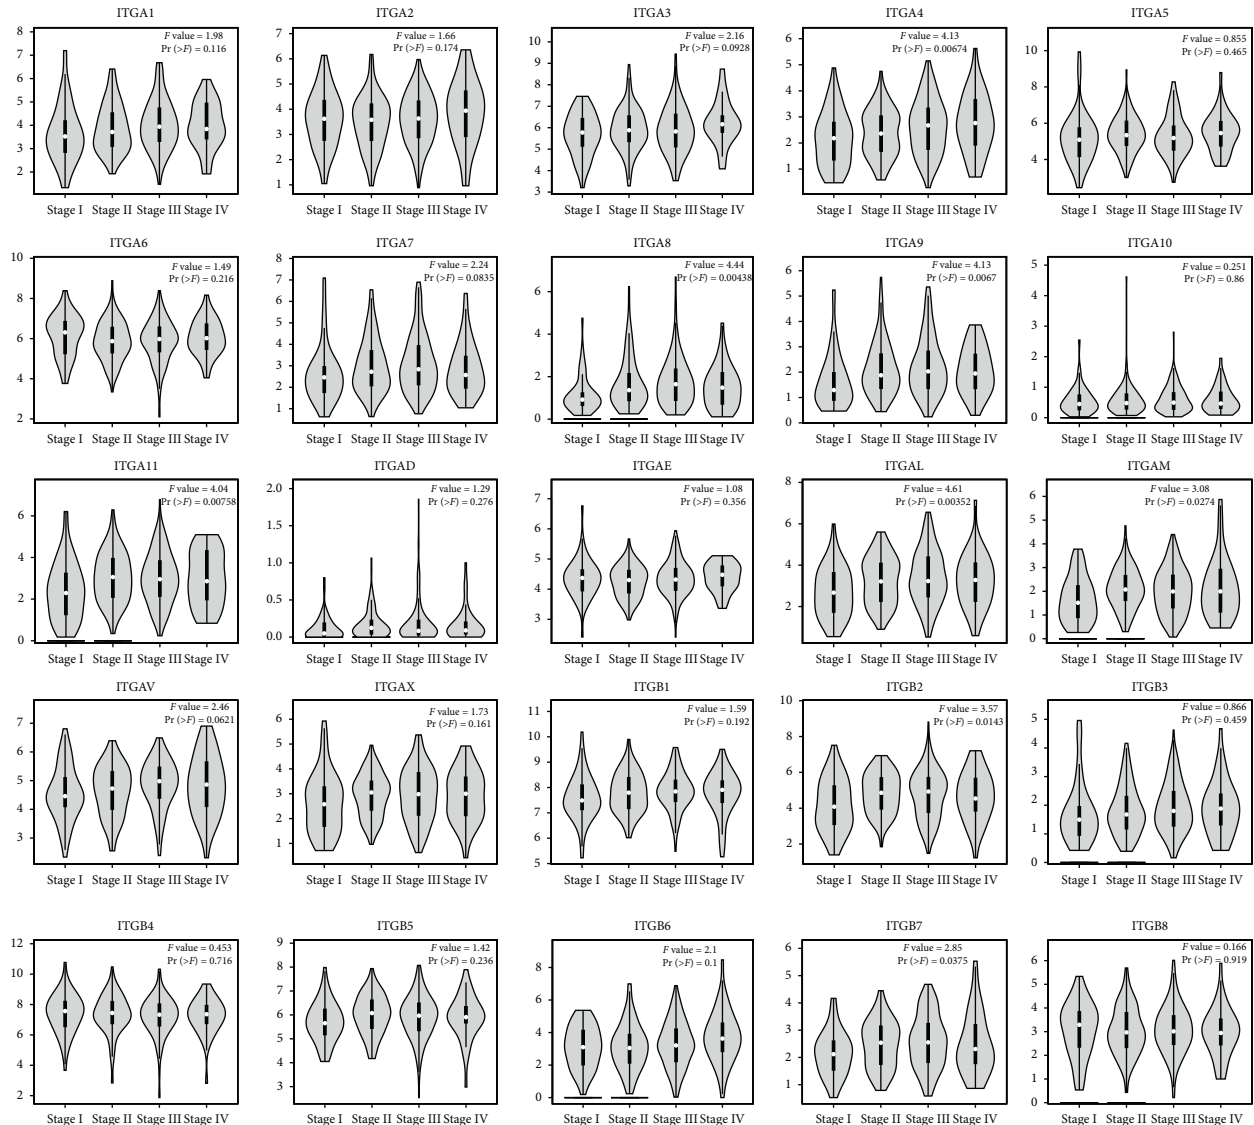 ITGA1 ITGA2 ITGA3 ITGA4 ITGA5
F value = 1.98
Pr (>F) = 0.116
8
7
6
5
4
3
2
Stage I Stage II Stage III Stage IV
F value = 1.66
Pr (>F) = 0.174
7
6
5
4
3
2
1
Stage I Stage II Stage III Stage IV
F value = 2.16
Pr (>F) = 0.0928
10
9
8
7
6
5
4
3
Stage I Stage II Stage III Stage IV
F value = 4.13
Pr (>F) = 0.00674
6
5
4
3
2
1
Stage I Stage II Stage III Stage IV
F value = 0.855
Pr (>F) = 0.465
10
8
6
4
Stage I Stage II Stage III Stage IV
ITGA6 ITGA7 ITGA8 ITGA9 ITGA10
F value = 1.49
Pr (>F) = 0.216
10
8
6
4
2
Stage I Stage II Stage III Stage IV
F value = 2.24
Pr (>F) = 0.0835
8
7
6
5
4
3
2
1
Stage I Stage II Stage III Stage IV
F value = 4.44
Pr (>F) = 0.00438
6
4
2
0
Stage I Stage II Stage III Stage IV
F value = 4.13
Pr (>F) = 0.0067
6
5
4
3
2
1
0
Stage I Stage II Stage III Stage IV
F value = 0.251
Pr (>F) = 0.86
5
4
3
2
1
0
Stage I Stage II Stage III Stage IV
ITGA11 ITGAD ITGAE ITGAL ITGAM
F value = 4.04
Pr (>F) = 0.00758
6
4
2
0
Stage I Stage II Stage III Stage IV
F value = 1.29
Pr (>F) = 0.276
2.0
1.5
1.0
0.5
0.0
Stage I Stage II Stage III Stage IV
F value = 1.08
Pr (>F) = 0.356
7
6
5
4
3
Stage I Stage II Stage III Stage IV
F value = 4.61
Pr (>F) = 0.00352
8
6
4
2
Stage I Stage II Stage III Stage IV
F value = 3.08
Pr (>F) = 0.0274
6
5
4
3
2
1
0
Stage I Stage II Stage III Stage IV
ITGAV ITGAX ITGB1 ITGB2 ITGB3
F value = 2.46
Pr (>F) = 0.0621
7
6
5
4
3
Stage I Stage II Stage III Stage IV
F value = 1.73
Pr (>F) = 0.161
6
5
4
3
2
1
Stage I Stage II Stage III Stage IV
F value = 1.59
Pr (>F) = 0.192
11
10
9
8
7
6
5
Stage I Stage II Stage III Stage IV
F value = 3.57
Pr (>F) = 0.0143
10
8
6
4
2
Stage I Stage II Stage III Stage IV
F value = 0.866
Pr (>F) = 0.459
5
4
3
2
1
0
Stage I Stage II Stage III Stage IV
ITGB4 ITGB5 ITGB6 ITGB7 ITGB8
F value = 0.453
Pr (>F) = 0.716
12
10
8
6
4
2
Stage I Stage II Stage III Stage IV
F value = 1.42
Pr (>F) = 0.236
9
8
7
6
5
4
3
Stage I Stage II Stage III Stage IV
F value = 2.1
Pr (>F) = 0.1
8
6
4
2
0
Stage I Stage II Stage III Stage IV
F value = 2.85
Pr (>F) = 0.0375
6
5
4
3
2
1
Stage I Stage II Stage III Stage IV
F value = 0.166
Pr (>F) = 0.919
6
5
4
3
2
1
0
Stage I Stage II Stage III Stage IV